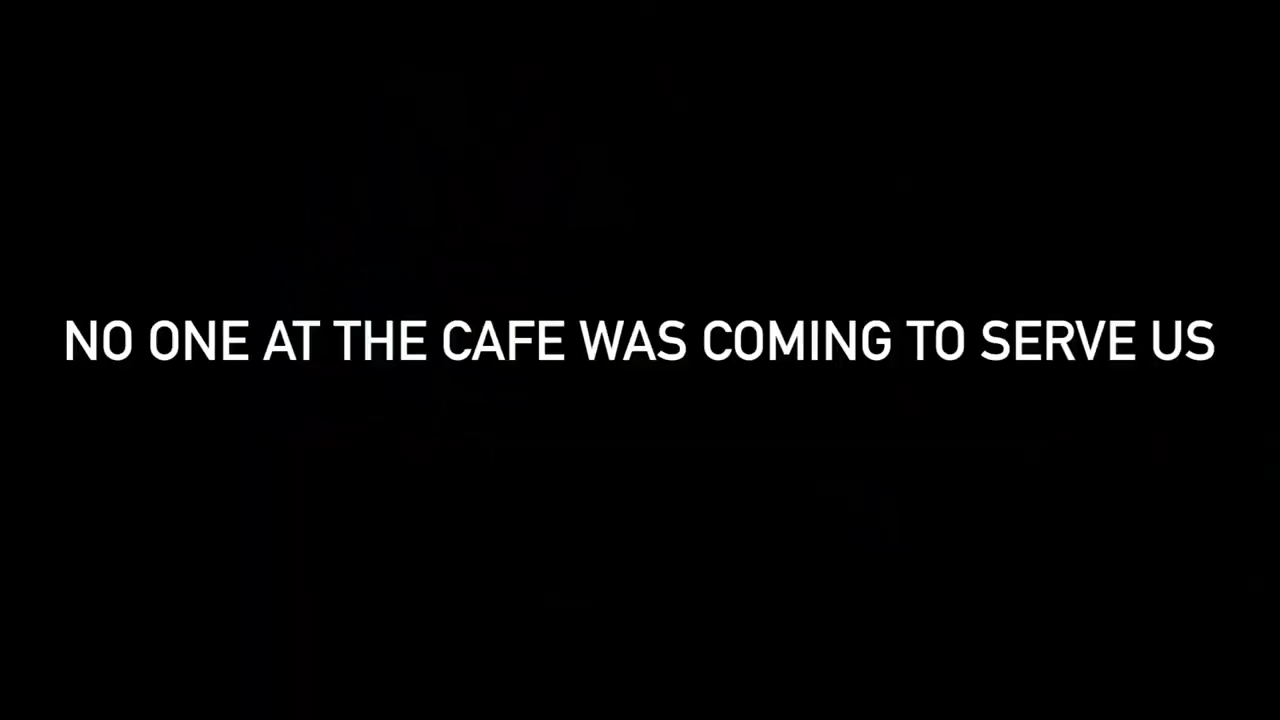 NO ONE AT THE CAFE WAS COMING TO SERVE US